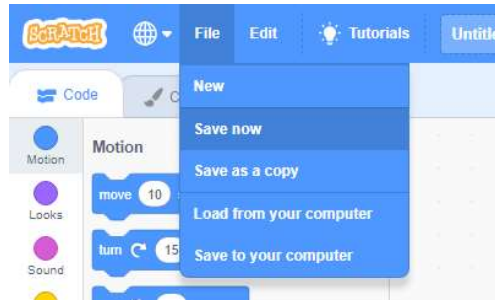 SCRATCH File Edit Tutorials Untitl
Code C
New
Save now
Save as a copy
Load from your computer
Save to your computer
Motion
Looks
Sound
Motion
move 10
turn 15